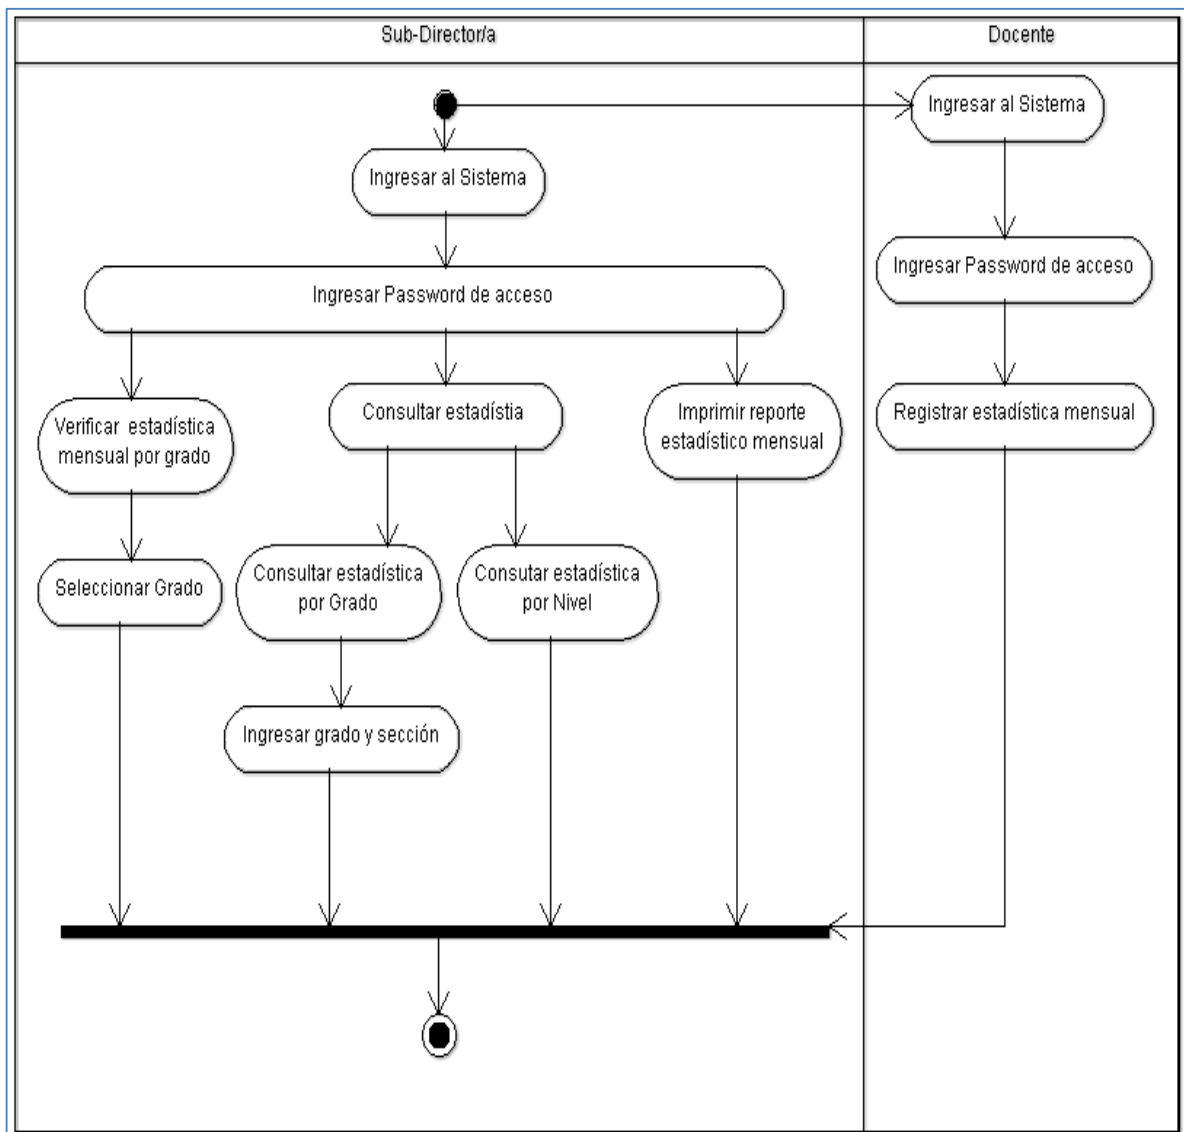 Sub-Director/a
Docente
Ingresar al Sistema
Ingresar al Sistema
Ingresar Password de acceso
Ingresar Password de acceso
Verificar estadística
mensual por grado
Consultar estadístia
Imprimir reporte
estadístico mensual
Registrar estadística mensual
Seleccionar Grado
Consultar estadística
por Grado
Consutar estadística
por Nivel
Ingresar grado y sección